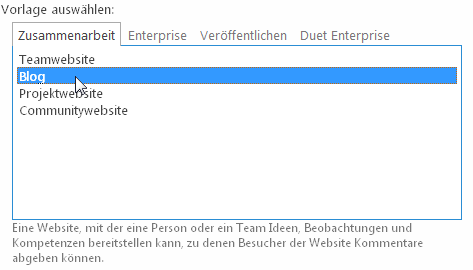 Vorlage auswählen:
Zusammenarbeit Enterprise Veröffentlichen Duet Enterprise
Teamwebsite
Blog
Projektwebsite
Communitywebsite
Eine Website, mit der eine Person oder ein Team Ideen, Beobachtungen und
Kompetenzen bereitstellen kann, zu denen Besucher der Website Kommentare
abgeben können.